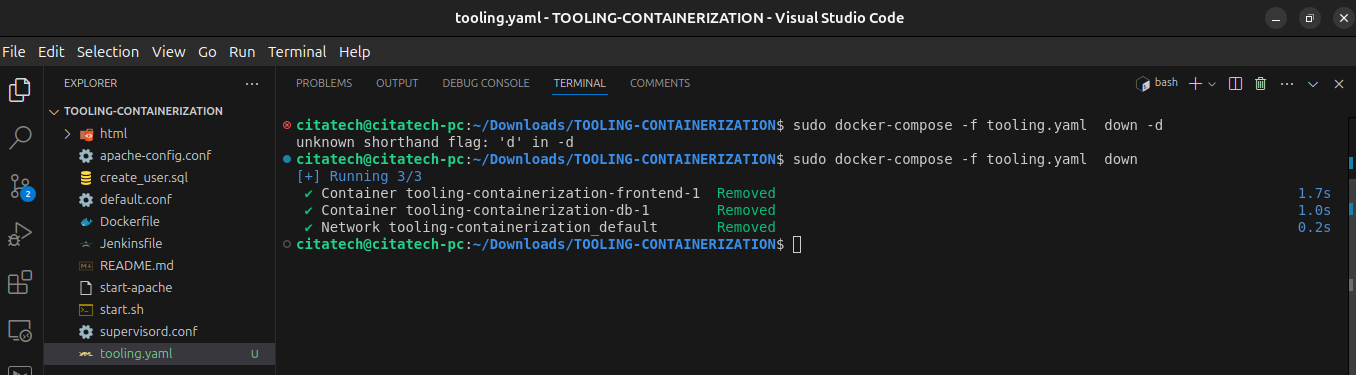 tooling.yaml - TOOLING-CONTAINERIZATION - Visual Studio Code
File Edit Selection View Go Run Terminal Help
EXPLORER ···
PROBLEMS OUTPUT DEBUG CONSOLE TERMINAL COMMENTS
bash
TOOLING-CONTAINERIZATION
html
apache-config.conf
create_user.sql
default.conf
Dockerfile
Jenkinsfile
README.md
start-apache
start.sh
supervisord.conf
tooling.yaml U
2
citatech@citatech-pc:~/Downloads/TOOLING-CONTAINERIZATION$ sudo docker-compose -f tooling.yaml  down -d
unknown shorthand flag: 'd' in -d
citatech@citatech-pc:~/Downloads/TOOLING-CONTAINERIZATION$ sudo docker-compose -f tooling.yaml  down
[+] Running 3/3
✔ Container tooling-containerization-frontend-1  Removed 1.7s
✔ Container tooling-containerization-db-1        Removed 1.0s
✔ Network tooling-containerization_default       Removed 0.2s
citatech@citatech-pc:~/Downloads/TOOLING-CONTAINERIZATION$